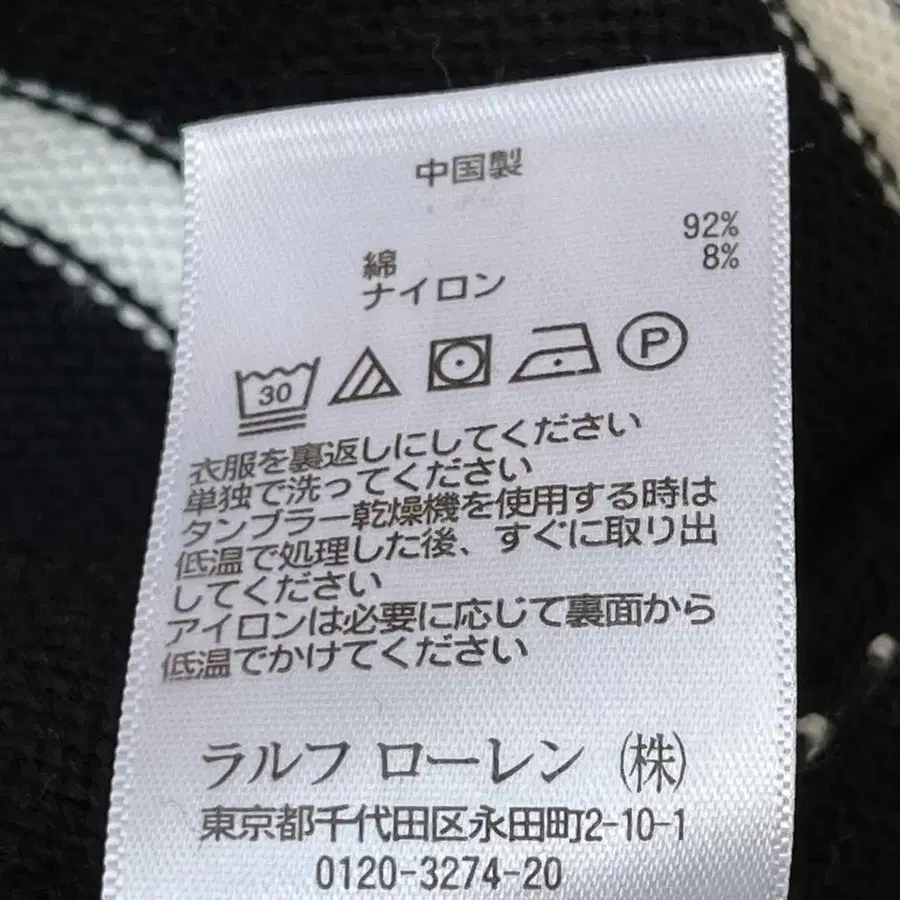 中国製
綿 92%
ナイロン 8%
30 P
衣服を裏返しにしてください
単独で洗ってください
タンブラー乾燥機を使用する時は
低温で処理した後、すぐに取り出
してください
アイロンは必要に応じて裏面から
低温でかけてください
ラルフ ローレン (株)
東京都千代田区永田町2-10-1
0120-3274-20